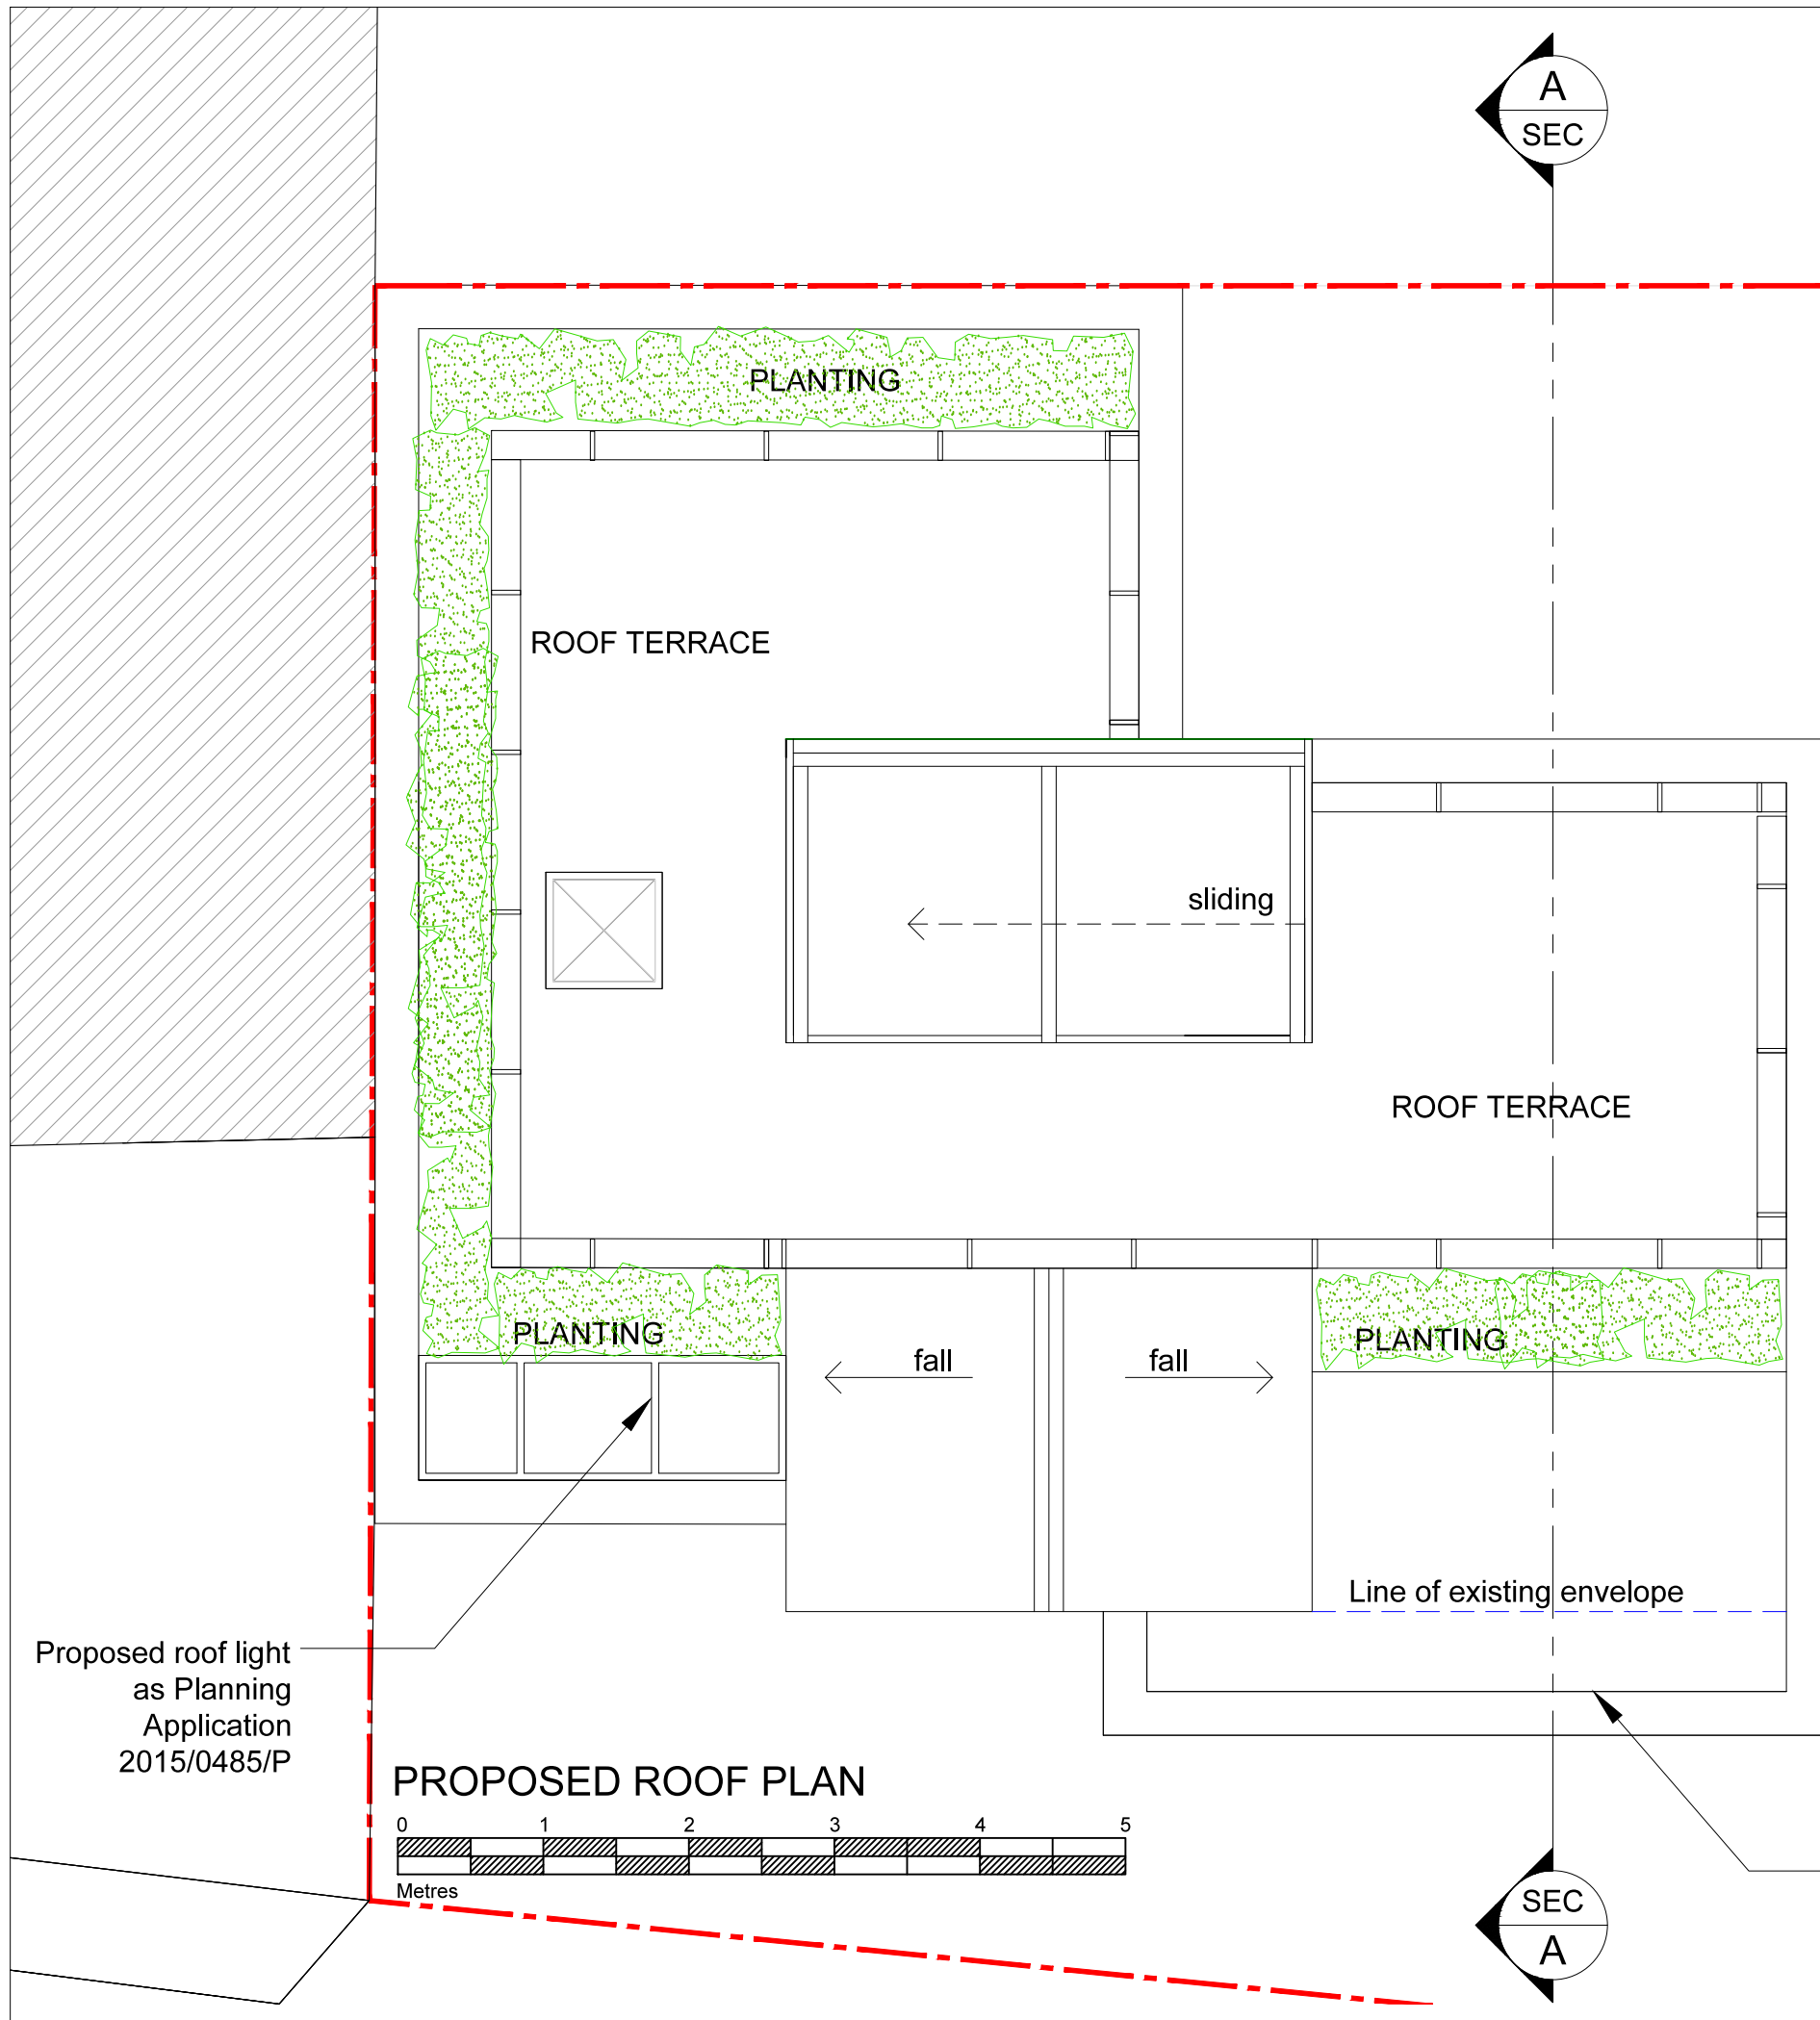 A
SEC
PLANTING
ROOF TERRACE
sliding
ROOF TERRACE
PLANTING
fall
fall
PLANTING
Line of existing envelope
Proposed roof light
as Planning
Application
2015/0485/P
PROPOSED ROOF PLAN
0 1 2 3 4 5
Metres
SEC
A